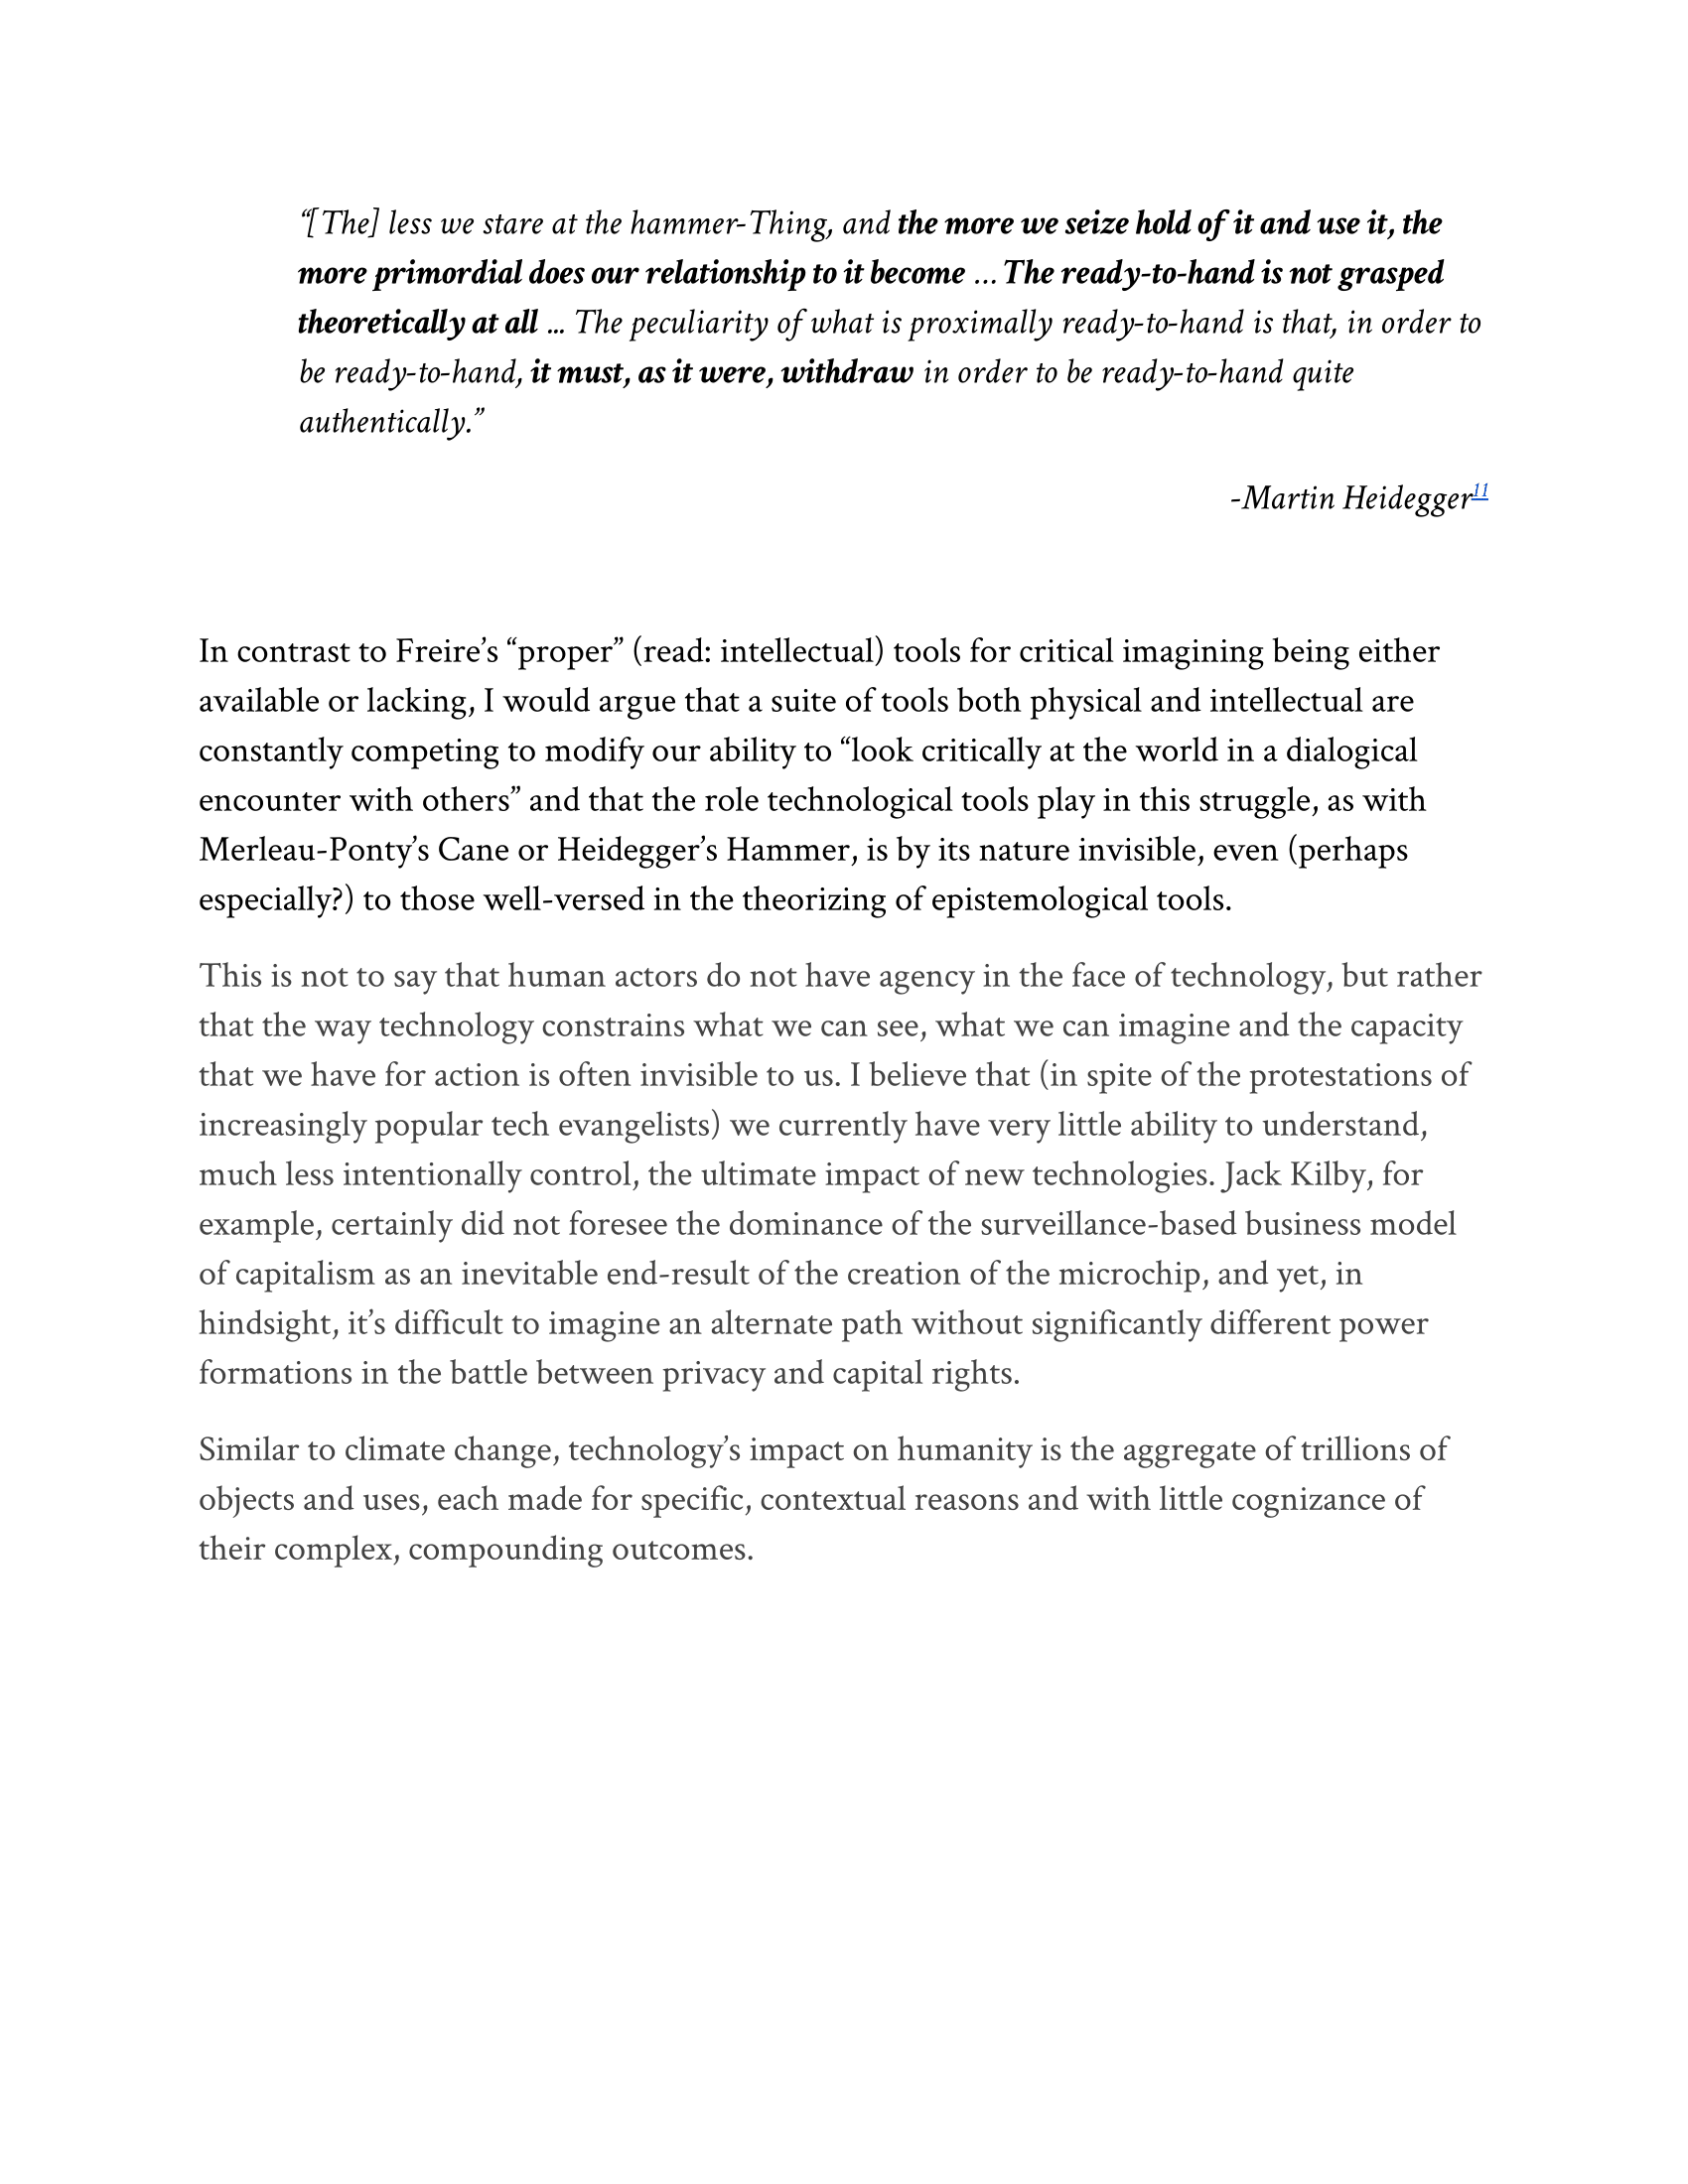 “[The] less we stare at the hammer-Thing, and the more we seize hold of it and use it, the
more primordial does our relationship to it become … The ready-to-hand is not grasped
theoretically at all ... The peculiarity of what is proximally ready-to-hand is that, in order to
be ready-to-hand, it must, as it were, withdraw in order to be ready-to-hand quite
authentically.”
-Martin Heidegger11
In contrast to Freire’s “proper” (read: intellectual) tools for critical imagining being either
available or lacking, I would argue that a suite of tools both physical and intellectual are
constantly competing to modify our ability to “look critically at the world in a dialogical
encounter with others” and that the role technological tools play in this struggle, as with
Merleau-Ponty’s Cane or Heidegger’s Hammer, is by its nature invisible, even (perhaps
especially?) to those well-versed in the theorizing of epistemological tools.
This is not to say that human actors do not have agency in the face of technology, but rather
that the way technology constrains what we can see, what we can imagine and the capacity
that we have for action is often invisible to us. I believe that (in spite of the protestations of
increasingly popular tech evangelists) we currently have very little ability to understand,
much less intentionally control, the ultimate impact of new technologies. Jack Kilby, for
example, certainly did not foresee the dominance of the surveillance-based business model
of capitalism as an inevitable end-result of the creation of the microchip, and yet, in
hindsight, it’s difficult to imagine an alternate path without significantly different power
formations in the battle between privacy and capital rights.
Similar to climate change, technology’s impact on humanity is the aggregate of trillions of
objects and uses, each made for specific, contextual reasons and with little cognizance of
their complex, compounding outcomes.